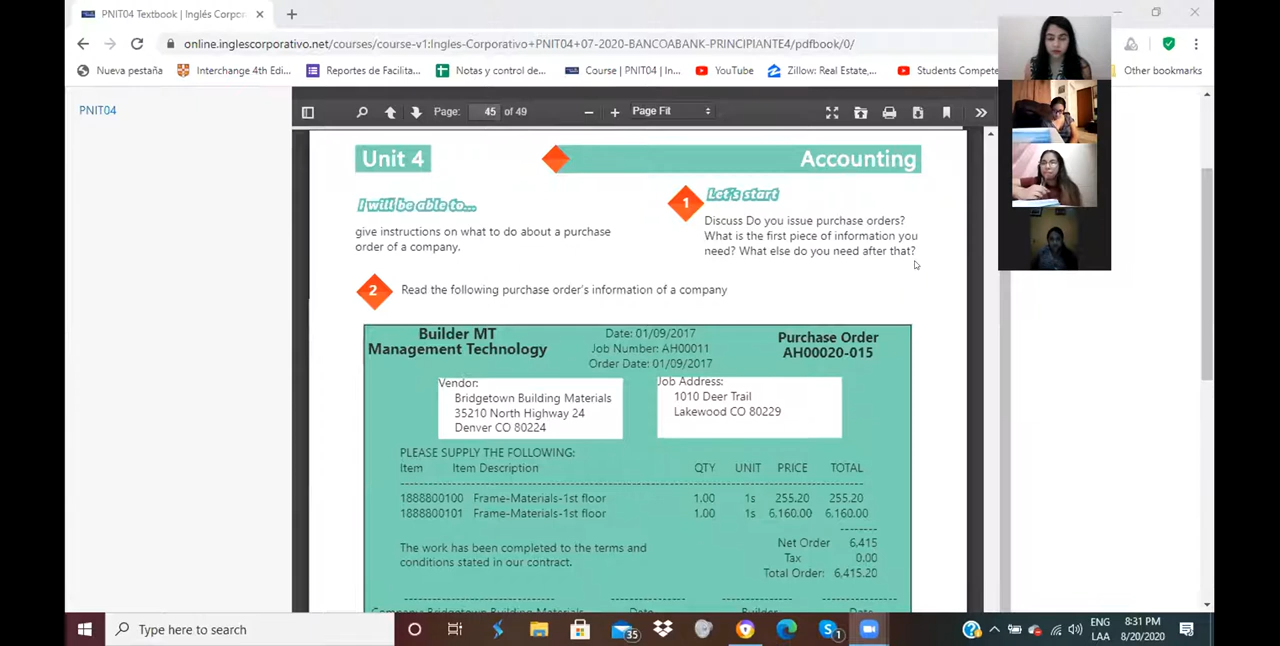 PNIT04 Textbook | Inglés Corpor
online.inglescorporativo.net/courses/course-v1:Ingles-Corporativo+PNIT04+07-2020-BANCOABANK-PRINCIPIANTE4/pdfbook/0/
Nueva pestaña
Interchange 4th Edi...
Reportes de Facilita...
Notas y control de...
Course | PNIT04 | In...
YouTube
Zillow: Real Estate,...
Students Compete
Other bookmarks
PNIT04
Page: 45 of 49
Page Fit
Unit 4
Accounting
I will be able to...
give instructions on what to do about a purchase
order of a company.
1
Let's start
Discuss Do you issue purchase orders?
What is the first piece of information you
need? What else do you need after that?
2
Read the following purchase order's information of a company
Builder MT
Management Technology
Date: 01/09/2017
Job Number: AH00011
Order Date: 01/09/2017
Purchase Order
AH00020-015
Vendor:
Bridgetown Building Materials
35210 North Highway 24
Denver CO 80224
Job Address:
1010 Deer Trail
Lakewood CO 80229
PLEASE SUPPLY THE FOLLOWING:
Item Item Description QTY UNIT PRICE TOTAL
1888800100 Frame-Materials-1st floor 1.00 1s 255.20 255.20
1888800101 Frame-Materials-1st floor 1.00 1s 6,160.00 6,160.00
Net Order 6,415
Tax 0.00
Total Order: 6,415.20
The work has been completed to the terms and
conditions stated in our contract.
Company: Bridgetown Building Materials Date Builder Date
Type here to search
35
1
ENG
LAA
8:31 PM
8/20/2020